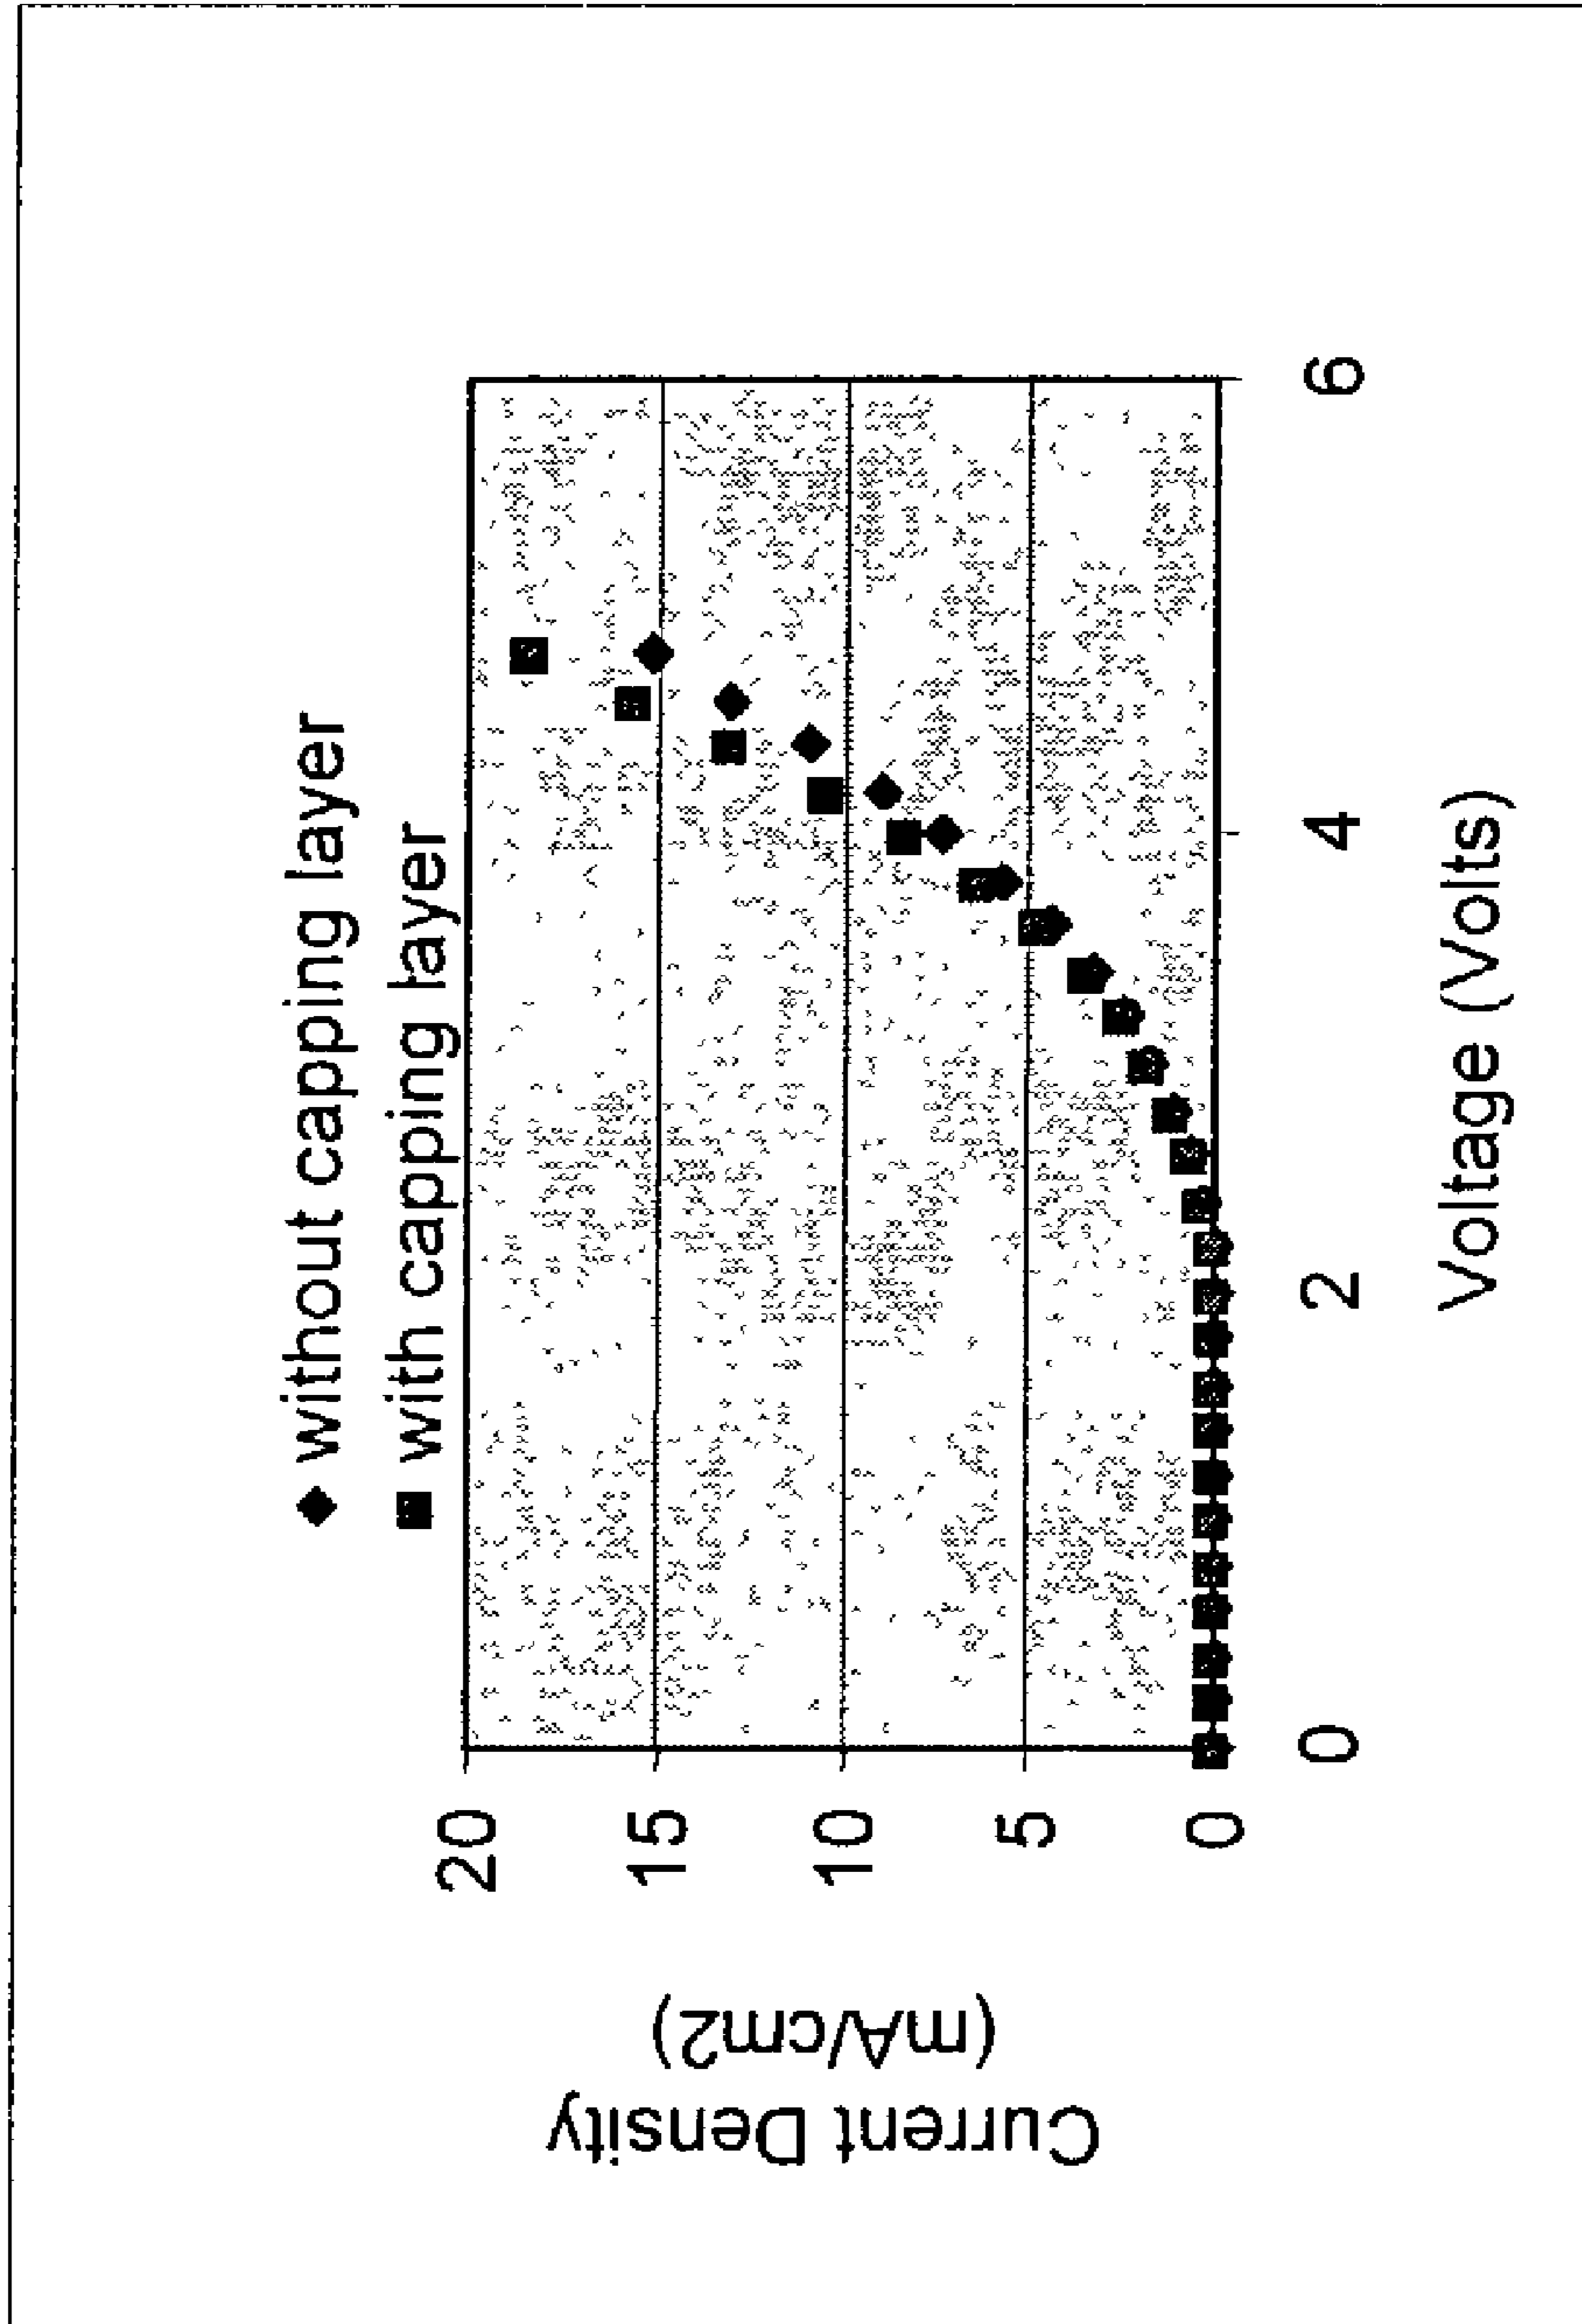 ◆ without capping layer
■ with capping layer
20
15
10
5
0
Current Density
(mA/cm2)
0
2
4
6
Voltage (Volts)